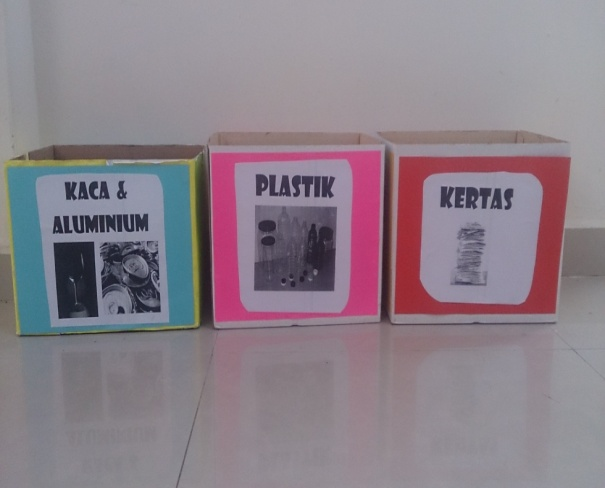 KACA &
ALUMINIUM
PLASTIK
KERTAS